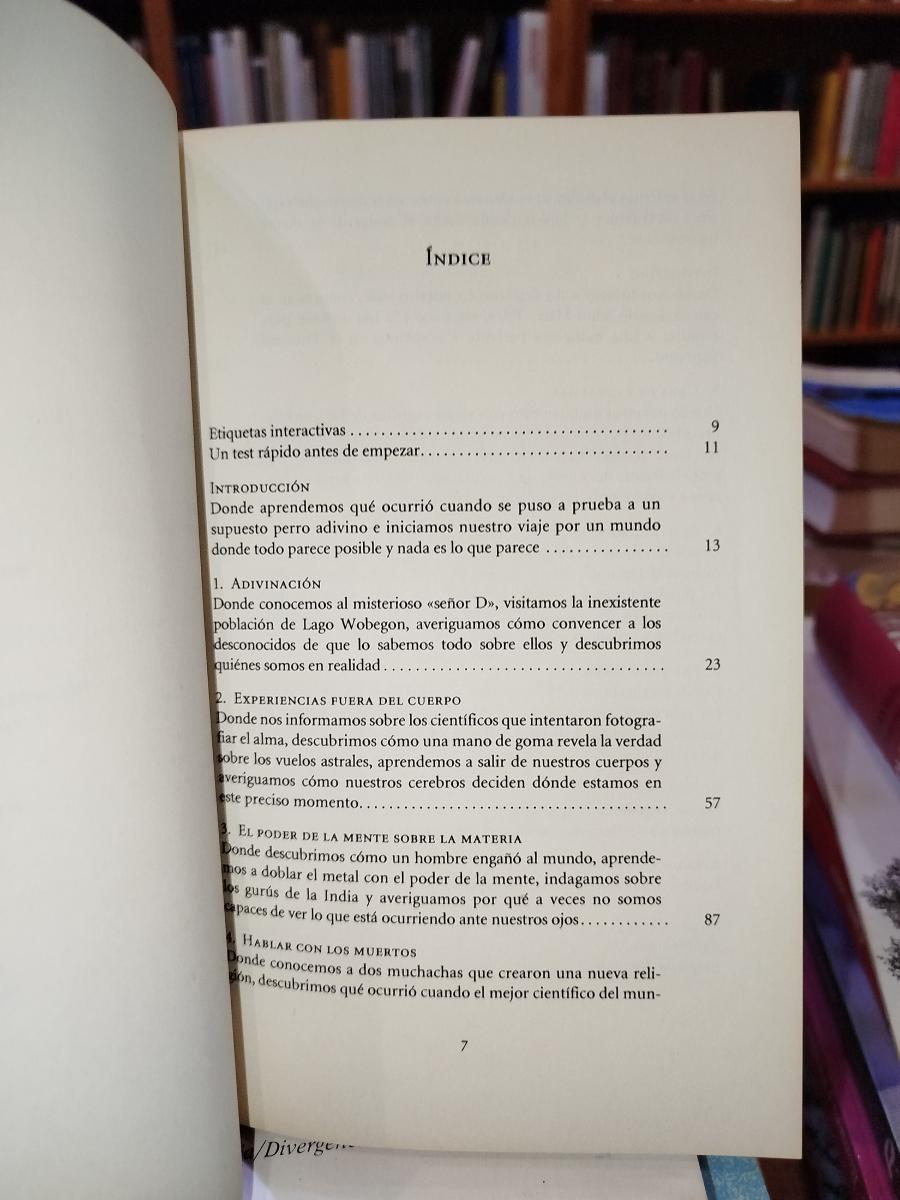 ÍNDICE
Etiquetas interactivas ........................................ 9
Un test rápido antes de empezar................................ 11
INTRODUCCIÓN
Donde aprendemos qué ocurrió cuando se puso a prueba a un
supuesto perro adivino e iniciamos nuestro viaje por un mundo
donde todo parece posible y nada es lo que parece ................ 13
1. ADIVINACIÓN
Donde conocemos al misterioso «señor D», visitamos la inexistente
población de Lago Wobegon, averiguamos cómo convencer a los
desconocidos de que lo sabemos todo sobre ellos y descubrimos
quiénes somos en realidad .................................... 23
2. EXPERIENCIAS FUERA DEL CUERPO
Donde nos informamos sobre los científicos que intentaron fotogra-
fiar el alma, descubrimos cómo una mano de goma revela la verdad
sobre los vuelos astrales, aprendemos a salir de nuestros cuerpos y
averiguamos cómo nuestros cerebros deciden dónde estamos en
este preciso momento....................................... 57
3. EL PODER DE LA MENTE SOBRE LA MATERIA
Donde descubrimos cómo un hombre engañó al mundo, aprende-
mos a doblar el metal con el poder de la mente, indagamos sobre
los gurús de la India y averiguamos por qué a veces no somos
capaces de ver lo que está ocurriendo ante nuestros ojos............ 87
4. HABLAR CON LOS MUERTOS
Donde conocemos a dos muchachas que crearon una nueva reli-
gión, descubrimos qué ocurrió cuando el mejor científico del mun-
7